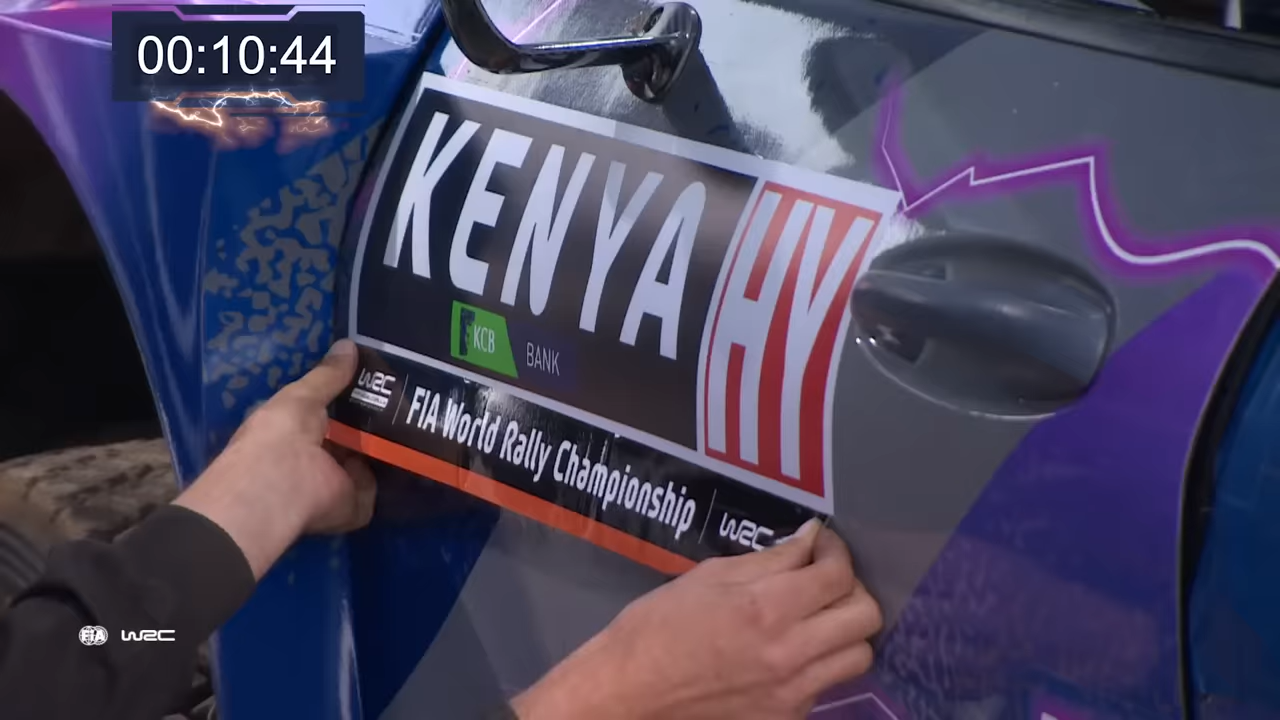 00:10:44
KENYA HY
KCB BANK
WRC FIA World Rally Championship WRC
FIA WRC